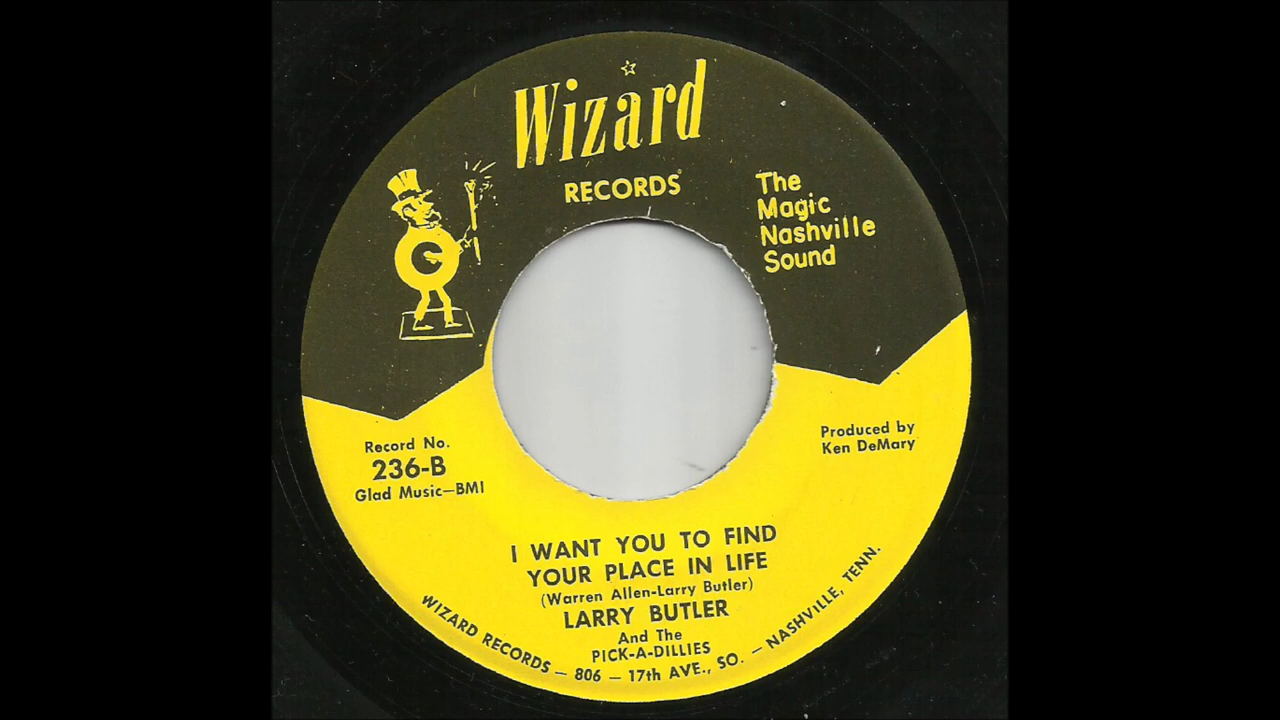 Wizard
RECORDS
The
Magic
Nashville
Sound
Record No.
236-B
Glad Music—BMI
Produced by
Ken DeMary
I WANT YOU TO FIND
YOUR PLACE IN LIFE
(Warren Allen-Larry Butler)
LARRY BUTLER
And The
PICK-A-DILLIES
WIZARD RECORDS — 806 — 17th AVE., SO. — NASHVILLE, TENN.